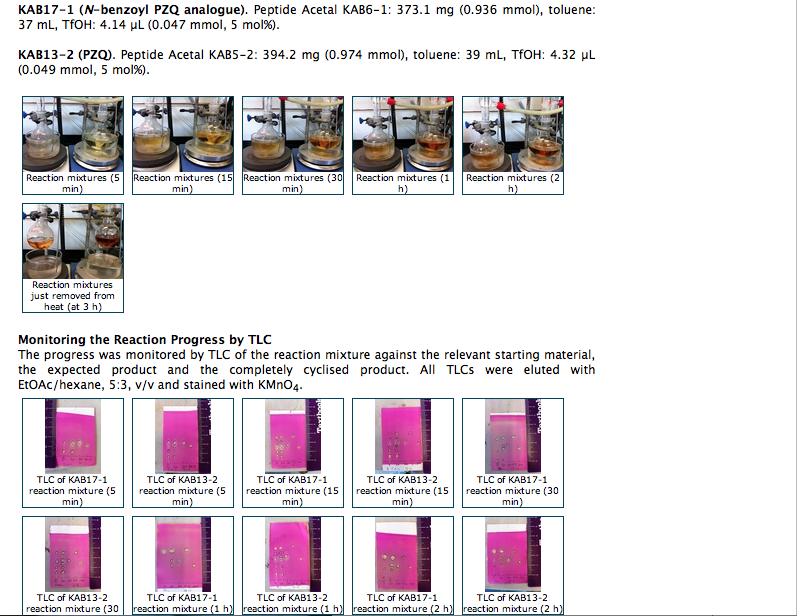 KAB17-1 (N-benzoyl PZQ analogue). Peptide Acetal KAB6-1: 373.1 mg (0.936 mmol), toluene:
37 mL, TfOH: 4.14 µL (0.047 mmol, 5 mol%).
KAB13-2 (PZQ). Peptide Acetal KAB5-2: 394.2 mg (0.974 mmol), toluene: 39 mL, TfOH: 4.32 µL
(0.049 mmol, 5 mol%).
Reaction mixtures (5
min)
Reaction mixtures (15
min)
Reaction mixtures (30
min)
Reaction mixtures (1
h)
Reaction mixtures (2
h)
Reaction mixtures
just removed from
heat (at 3 h)
Monitoring the Reaction Progress by TLC
The progress was monitored by TLC of the reaction mixture against the relevant starting material,
the expected product and the completely cyclised product. All TLCs were eluted with
EtOAc/hexane, 5:3, v/v and stained with KMnO4.
TLC of KAB17-1
reaction mixture (5
min)
TLC of KAB13-2
reaction mixture (5
min)
TLC of KAB17-1
reaction mixture (15
min)
TLC of KAB13-2
reaction mixture (15
min)
TLC of KAB17-1
reaction mixture (30
min)
TLC of KAB13-2
reaction mixture (30
TLC of KAB17-1
reaction mixture (1 h)
TLC of KAB13-2
reaction mixture (1 h)
TLC of KAB17-1
reaction mixture (2 h)
TLC of KAB13-2
reaction mixture (2 h)